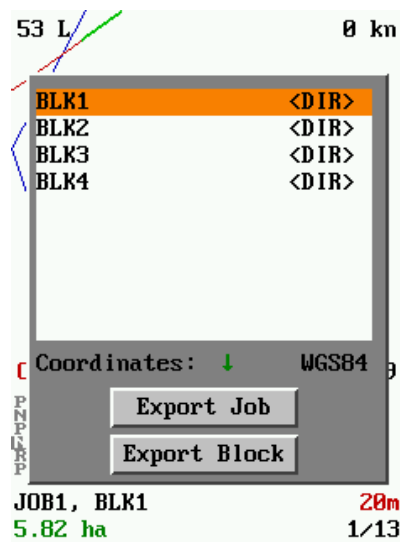 53 L
0 kn
BLK1 <DIR>
BLK2 <DIR>
BLK3 <DIR>
BLK4 <DIR>
Coordinates: ↓ WGS84
Export Job
Export Block
JOB1, BLK1 20m
5.82 ha 1/13